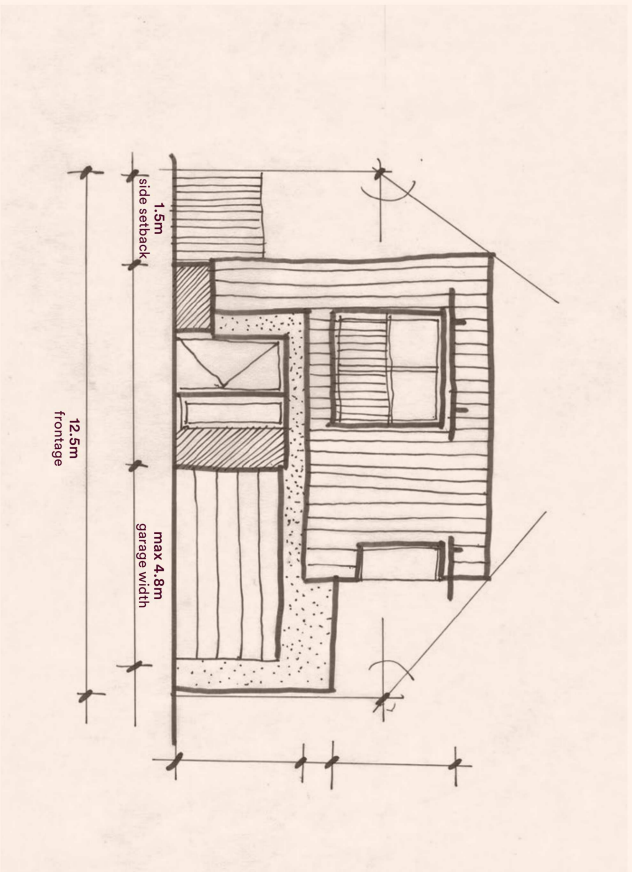 1.5m
side setback
max 4.8m
garage width
12.5m
frontage